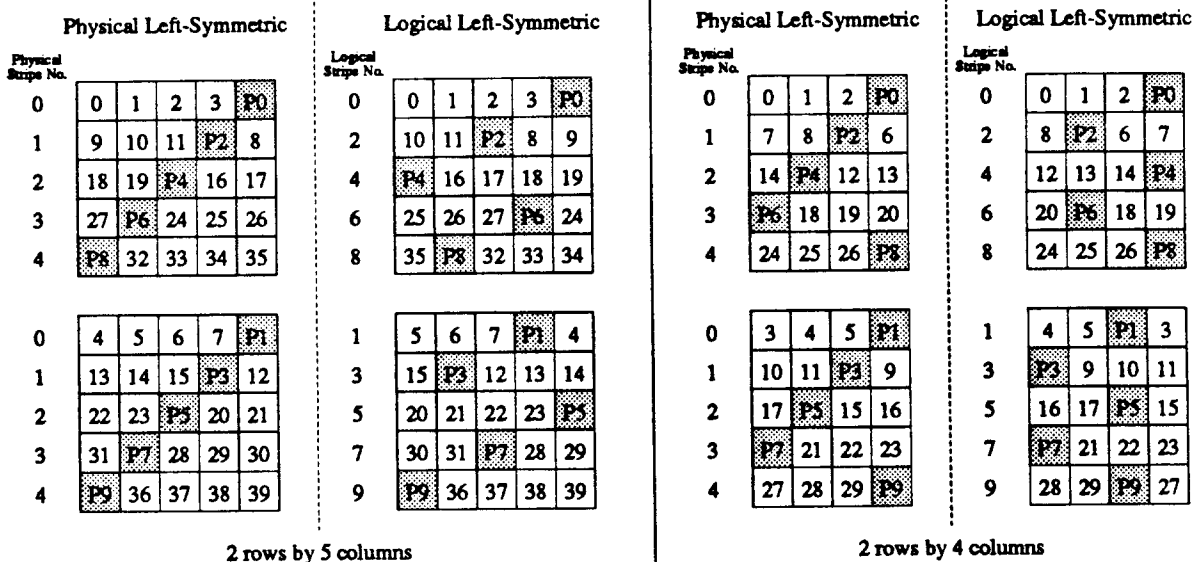 Physical Left-Symmetric
Physical
Strips No.
0 0 1 2 3 P0
1 9 10 11 P2 8
2 18 19 P4 16 17
3 27 P6 24 25 26
4 P8 32 33 34 35
0 4 5 6 7 P1
1 13 14 15 P3 12
2 22 23 P5 20 21
3 31 P7 28 29 30
4 P9 36 37 38 39
Logical Left-Symmetric
Logical
Strips No.
0 0 1 2 3 P0
2 10 11 P2 8 9
4 P4 16 17 18 19
6 25 26 27 P6 24
8 35 P8 32 33 34
1 5 6 7 P1 4
3 15 P3 12 13 14
5 20 21 22 23 P5
7 30 31 P7 28 29
9 P9 36 37 38 39
2 rows by 5 columns
Physical Left-Symmetric
Physical
Strips No.
0 0 1 2 P0
1 7 8 P2 6
2 14 P4 12 13
3 P6 18 19 20
4 24 25 26 P8
0 3 4 5 P1
1 10 11 P3 9
2 17 P5 15 16
3 P7 21 22 23
4 27 28 29 P9
Logical Left-Symmetric
Logical
Strips No.
0 0 1 2 P0
2 8 P2 6 7
4 12 13 14 P4
6 20 P6 18 19
8 24 25 26 P8
1 4 5 P1 3
3 P3 9 10 11
5 16 17 P5 15
7 P7 21 22 23
9 28 29 P9 27
2 rows by 4 columns